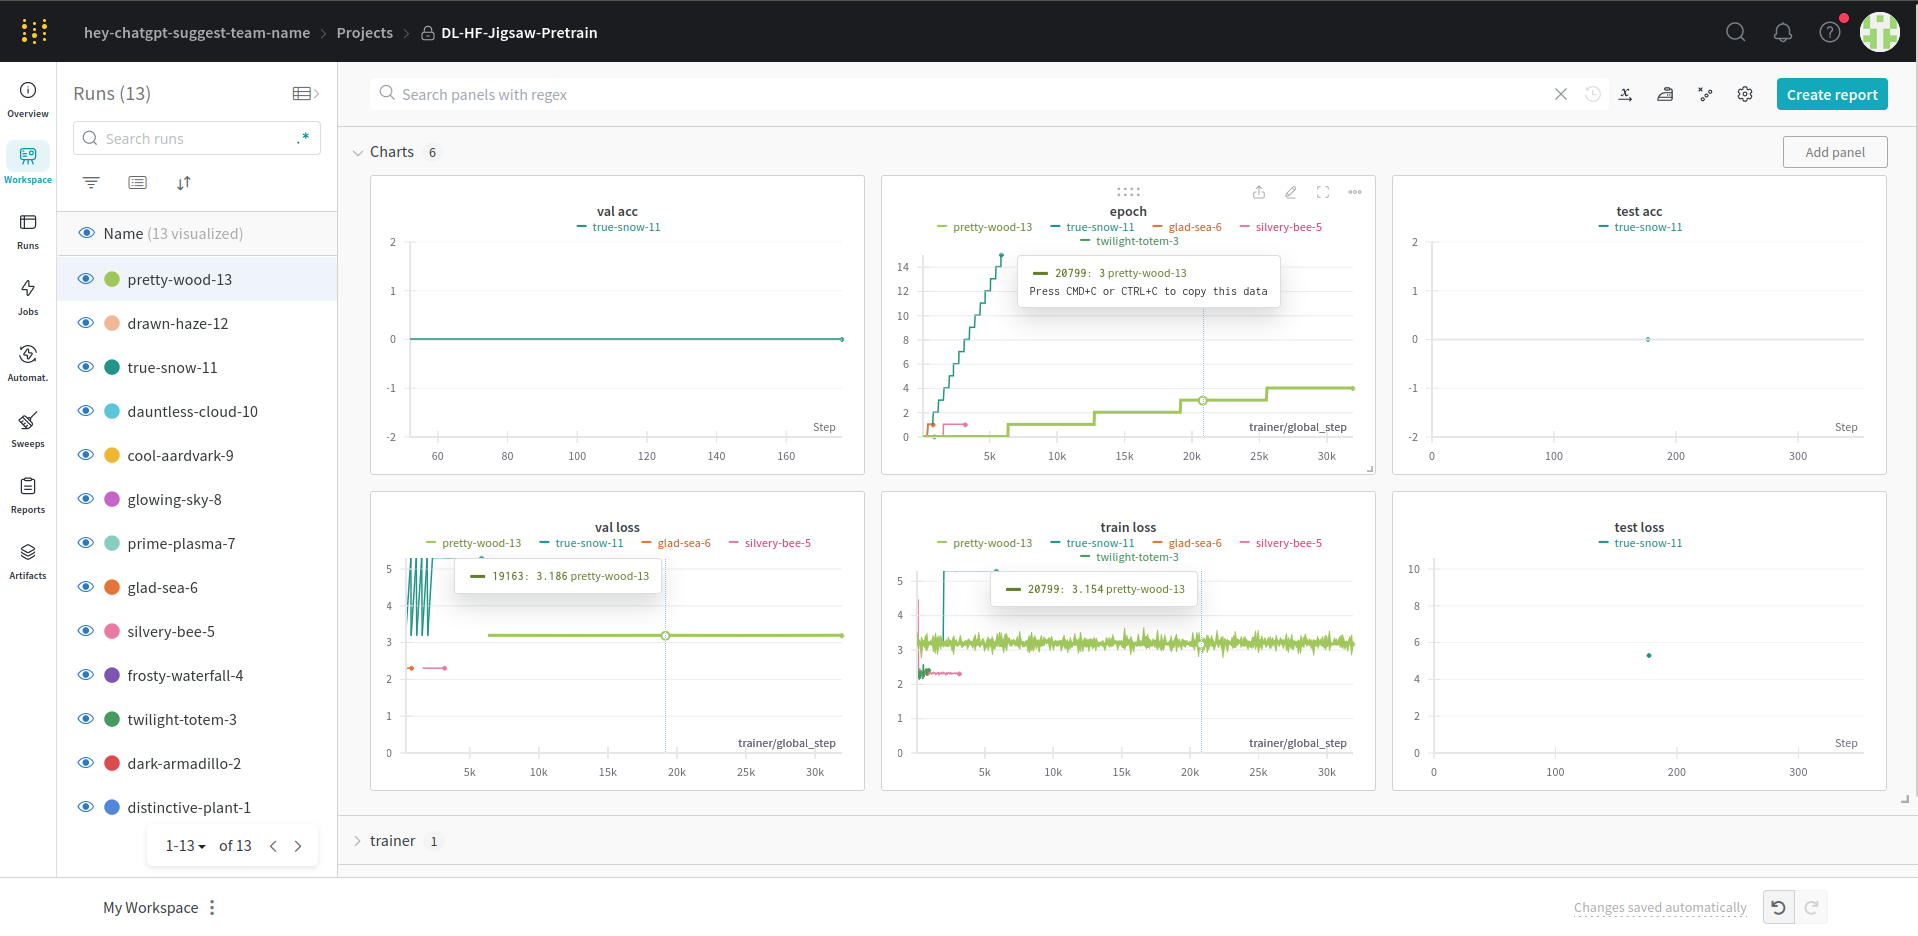 hey-chatgpt-suggest-team-name > Projects > DL-HF-Jigsaw-Pretrain
Overview
Workspace
Runs
Jobs
Automat.
Sweeps
Reports
Artifacts
Runs (13)
Search runs
.*
Name (13 visualized)
pretty-wood-13
drawn-haze-12
true-snow-11
dauntless-cloud-10
cool-aardvark-9
glowing-sky-8
prime-plasma-7
glad-sea-6
silvery-bee-5
frosty-waterfall-4
twilight-totem-3
dark-armadillo-2
distinctive-plant-1
1-13 of 13
Search panels with regex
Create report
Charts 6
Add panel
val acc
true-snow-11
2
1
0
-1
-2
Step
60 80 100 120 140 160
epoch
pretty-wood-13 true-snow-11 glad-sea-6 silvery-bee-5
twilight-totem-3
20799: 3 pretty-wood-13
Press CMD+C or CTRL+C to copy this data
14
12
10
8
6
4
2
0
trainer/global_step
5k 10k 15k 20k 25k 30k
test acc
true-snow-11
2
1
0
-1
-2
Step
0 100 200 300
val loss
pretty-wood-13 true-snow-11 glad-sea-6 silvery-bee-5
19163: 3.186 pretty-wood-13
5
4
3
2
1
0
trainer/global_step
5k 10k 15k 20k 25k 30k
train loss
pretty-wood-13 true-snow-11 glad-sea-6 silvery-bee-5
twilight-totem-3
20799: 3.154 pretty-wood-13
5
4
3
2
1
0
trainer/global_step
5k 10k 15k 20k 25k 30k
test loss
true-snow-11
10
8
6
4
2
0
Step
0 100 200 300
trainer 1
My Workspace
Changes saved automatically